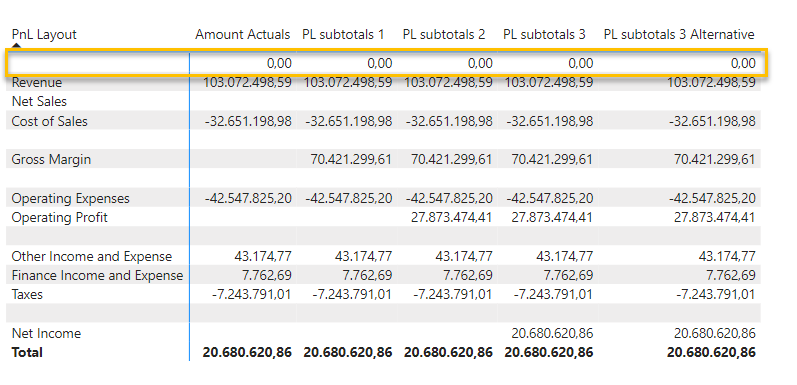 PnL Layout Amount Actuals PL subtotals 1 PL subtotals 2 PL subtotals 3 PL subtotals 3 Alternative
0,00 0,00 0,00 0,00 0,00
Revenue 103.072.498,59 103.072.498,59 103.072.498,59 103.072.498,59 103.072.498,59
Net Sales
Cost of Sales -32.651.198,98 -32.651.198,98 -32.651.198,98 -32.651.198,98 -32.651.198,98
Gross Margin 70.421.299,61 70.421.299,61 70.421.299,61 70.421.299,61
Operating Expenses -42.547.825,20 -42.547.825,20 -42.547.825,20 -42.547.825,20 -42.547.825,20
Operating Profit 27.873.474,41 27.873.474,41 27.873.474,41
Other Income and Expense 43.174,77 43.174,77 43.174,77 43.174,77 43.174,77
Finance Income and Expense 7.762,69 7.762,69 7.762,69 7.762,69 7.762,69
Taxes -7.243.791,01 -7.243.791,01 -7.243.791,01 -7.243.791,01 -7.243.791,01
Net Income 20.680.620,86 20.680.620,86
Total 20.680.620,86 20.680.620,86 20.680.620,86 20.680.620,86 20.680.620,86